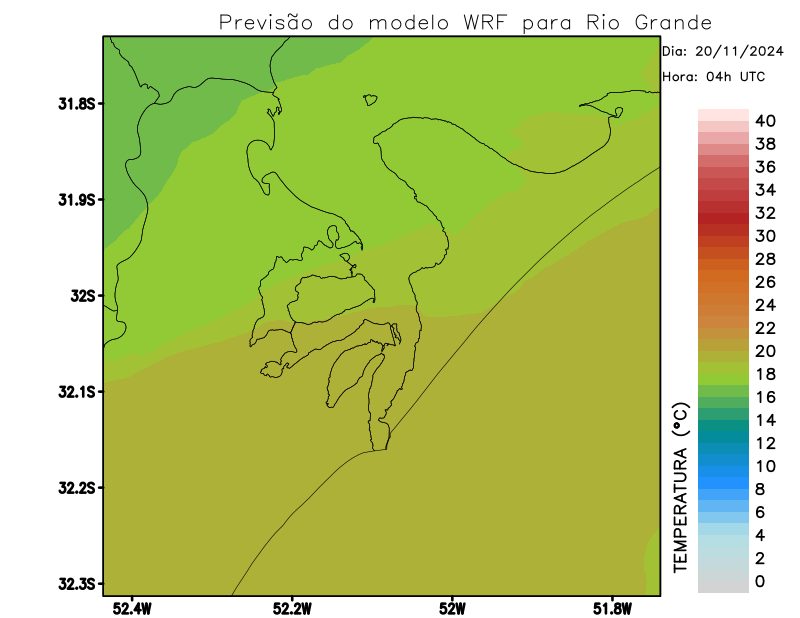 Previsão do modelo WRF para Rio Grande
Dia: 20/11/2024
Hora: 04h UTC
31.8S
31.9S
32S
32.1S
32.2S
32.3S
52.4W
52.2W
52W
51.8W
40
38
36
34
32
30
28
26
24
22
20
18
16
14
12
10
8
6
4
2
0
TEMPERATURA (°C)